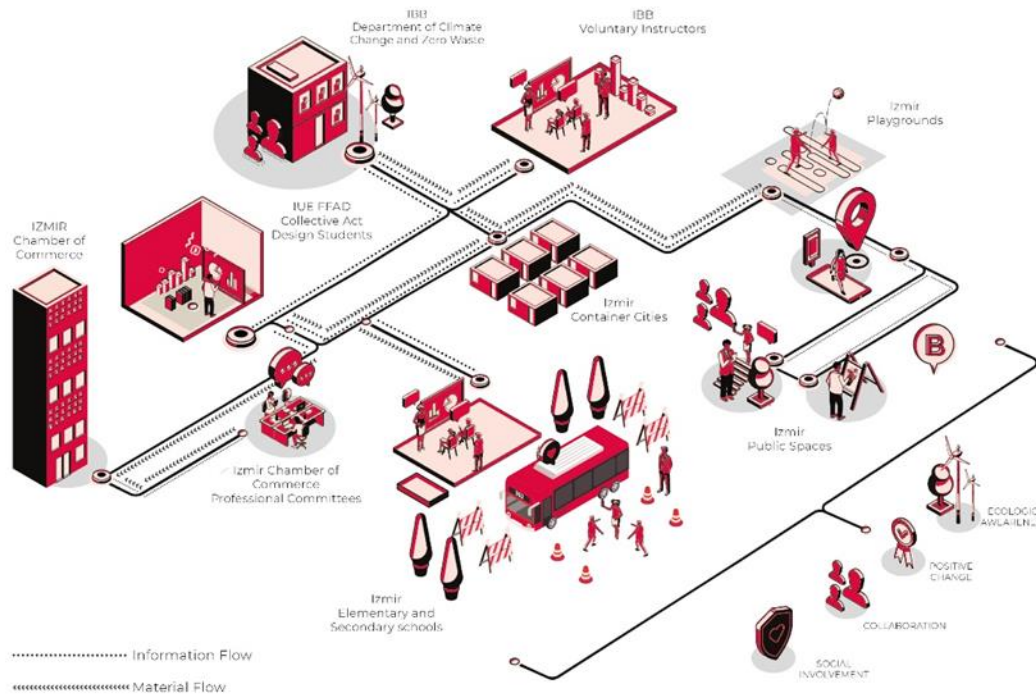 IBB
Department of Climate
Change and Zero Waste
IBB
Voluntary Instructors
Izmir
Playgrounds
IUE FFAD
Collective Act
Design Students
IZMIR
Chamber of
Commerce
Izmir
Container Cities
B
Izmir
Public Spaces
Izmir Chamber of
Commerce
Professional Committees
ECOLOGIC
AWEARENE
POSITIVE
CHANGE
COLLABORATION
Izmir
Elementary and
Secondary schools
SOCIAL
INVOLVEMENT
Information Flow
Material Flow